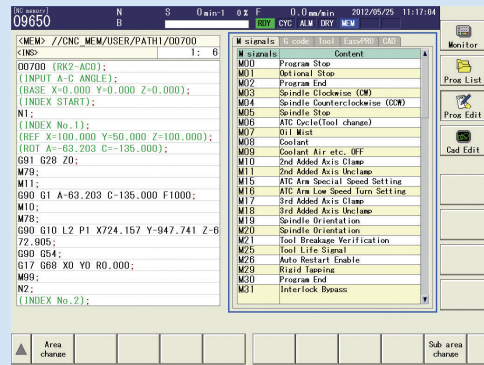 [NC memory] N S 0 min-1 0 % F 0.0 mm/min 2012/05/25 11:17:04
09650 B RDY CYC ALM DRY MEM
<MEM> //CNC_MEM/USER/PATH1/O0700
<INS> 1: 6
O0700 (RK2-ACO);
(INPUT A-C ANGLE);
(BASE X=0.000 Y=0.000 Z=0.000);
(INDEX START);
N1;
(INDEX No.1);
(REF X=100.000 Y=50.000 Z=100.000);
(ROT A=-63.203 C=-135.000);
G91 G28 Z0;
M79;
M11;
G90 G1 A-63.203 C-135.000 F1000;
M10;
M78;
G90 G10 L2 P1 X724.157 Y-947.741 Z-6
72.905;
G90 G54;
G17 G68 X0 Y0 R0.000;
M99;
N2;
(INDEX No.2);
M signals G code Tool EasyPRO CAD
M signals Content
M00 Program Stop
M01 Optional Stop
M02 Program End
M03 Spindle Clockwise (CW)
M04 Spindle Counterclockwise (CCW)
M05 Spindle Stop
M06 ATC Cycle(Tool change)
M07 Oil Mist
M08 Coolant
M09 Coolant Air etc. OFF
M10 2nd Added Axis Clamp
M11 2nd Added Axis Unclamp
M15 ATC Arm Special Speed Setting
M16 ATC Arm Low Speed Turn Setting
M17 3rd Added Axis Clamp
M18 3rd Added Axis Unclamp
M19 Spindle Orientation
M20 Spindle Orientation
M21 Tool Breakage Verification
M25 Tool Life Signal
M26 Auto Restart Enable
M29 Rigid Tapping
M30 Program End
M31 Interlock Bypass
Monitor
Prog List
Prog Edit
Cad Edit
Area
change
Sub area
change